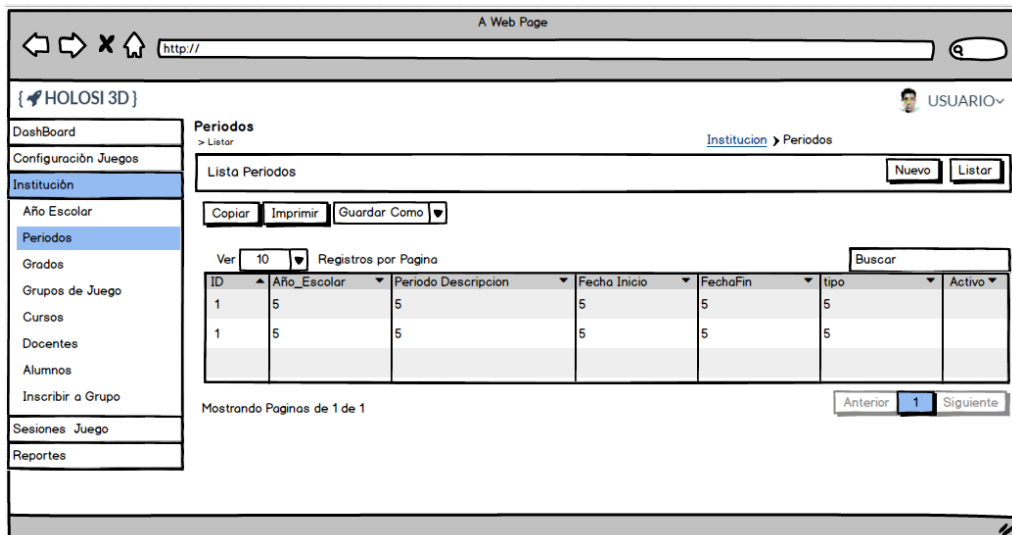 A Web Page
http://
{ HOLOSI 3D }
USUARIO
DashBoard
Configuración Juegos
Institución
Año Escolar
Periodos
Grados
Grupos de Juego
Cursos
Docentes
Alumnos
Inscribir a Grupo
Sesiones Juego
Reportes
Periodos
> Listar
Institucion > Periodos
Lista Periodos
Nuevo Listar
Copiar Imprimir Guardar Como
Ver 10 Registros por Pagina
Buscar
ID Año_Escolar Periodo Descripcion Fecha Inicio FechaFin tipo Activo
1 5 5 5 5 5
1 5 5 5 5 5
Mostrando Paginas de 1 de 1
Anterior 1 Siguiente